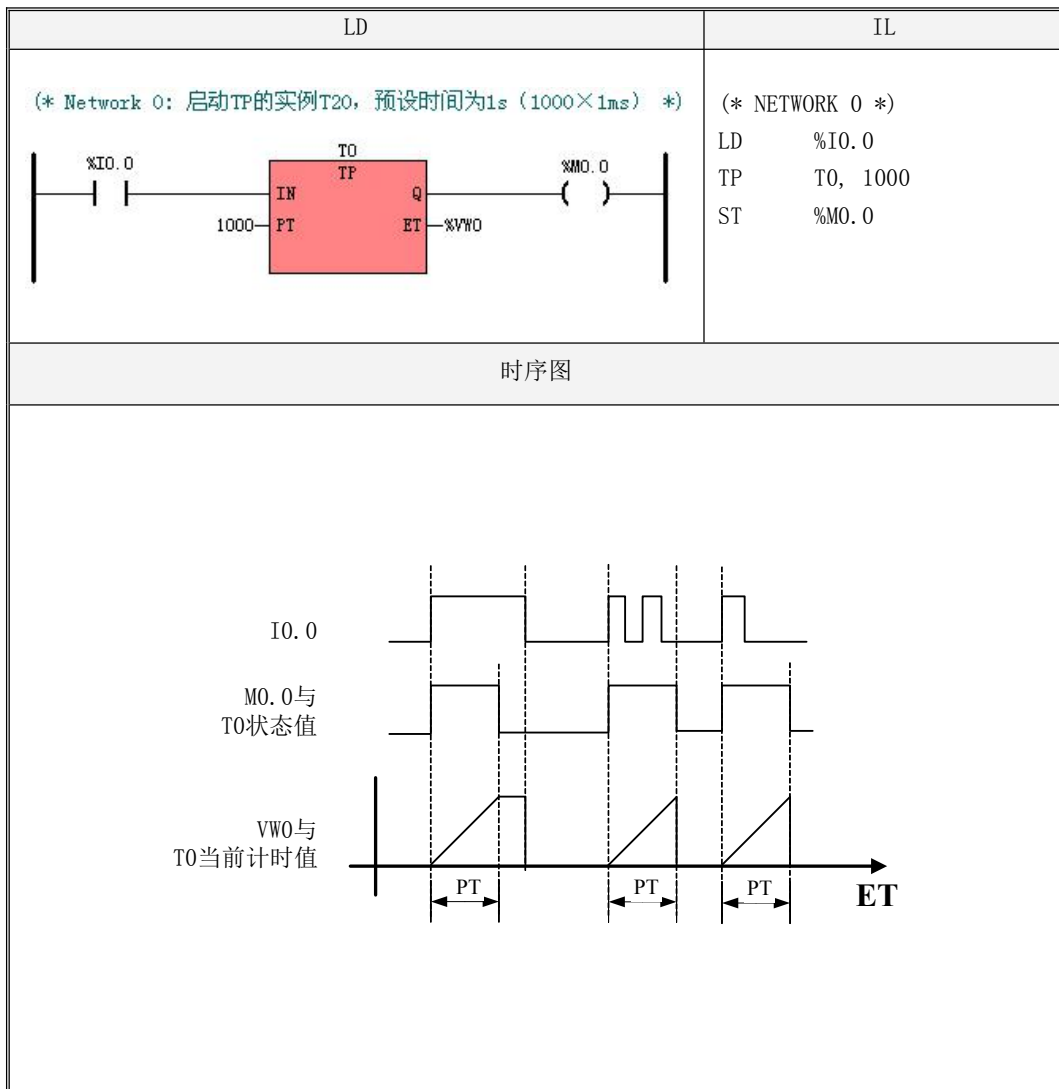 LD
IL
(* Network 0: 启动TP的实例T20，预设时间为1s（1000×1ms） *)
%I0.0
T0
TP
%M0.0
IN
Q
1000
PT
ET
%VW0
(* NETWORK 0 *)
LD %I0.0
TP T0, 1000
ST %M0.0
时序图
I0.0
M0.0与
T0状态值
VW0与
T0当前计时值
PT
PT
PT
ET